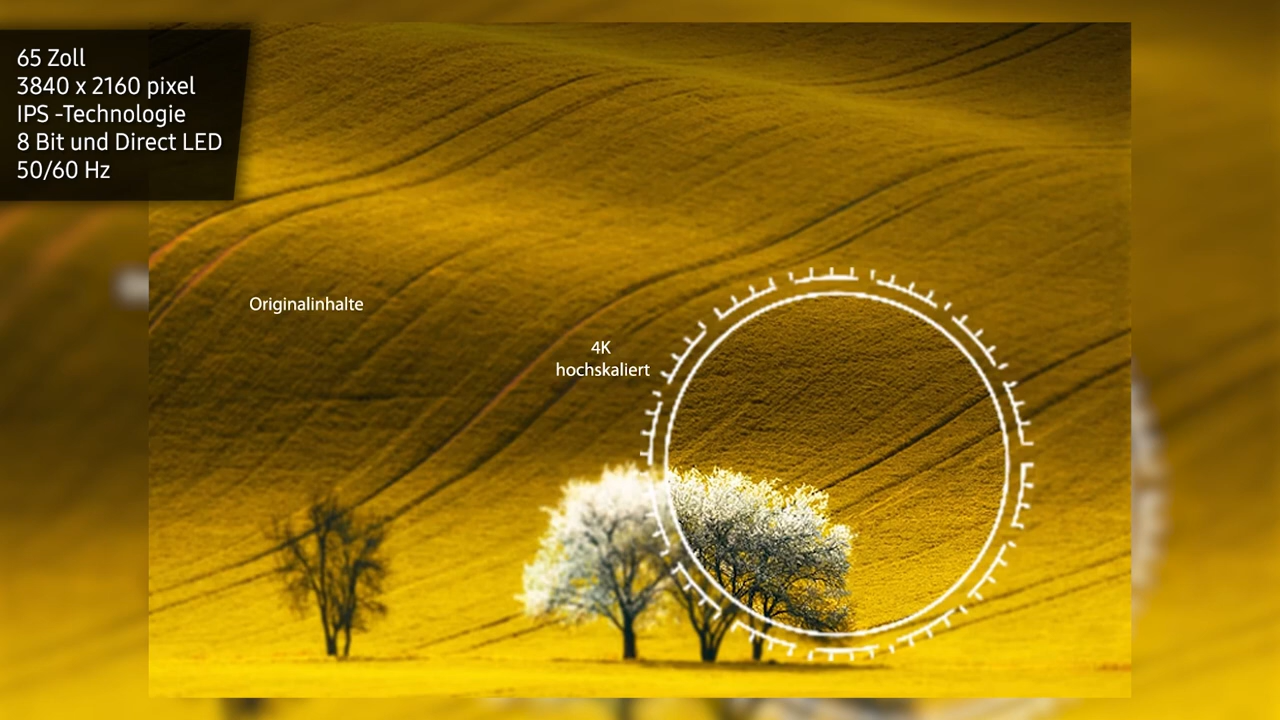 65 Zoll
3840 x 2160 pixel
IPS -Technologie
8 Bit und Direct LED
50/60 Hz
Originalinhalte
4K
hochskaliert